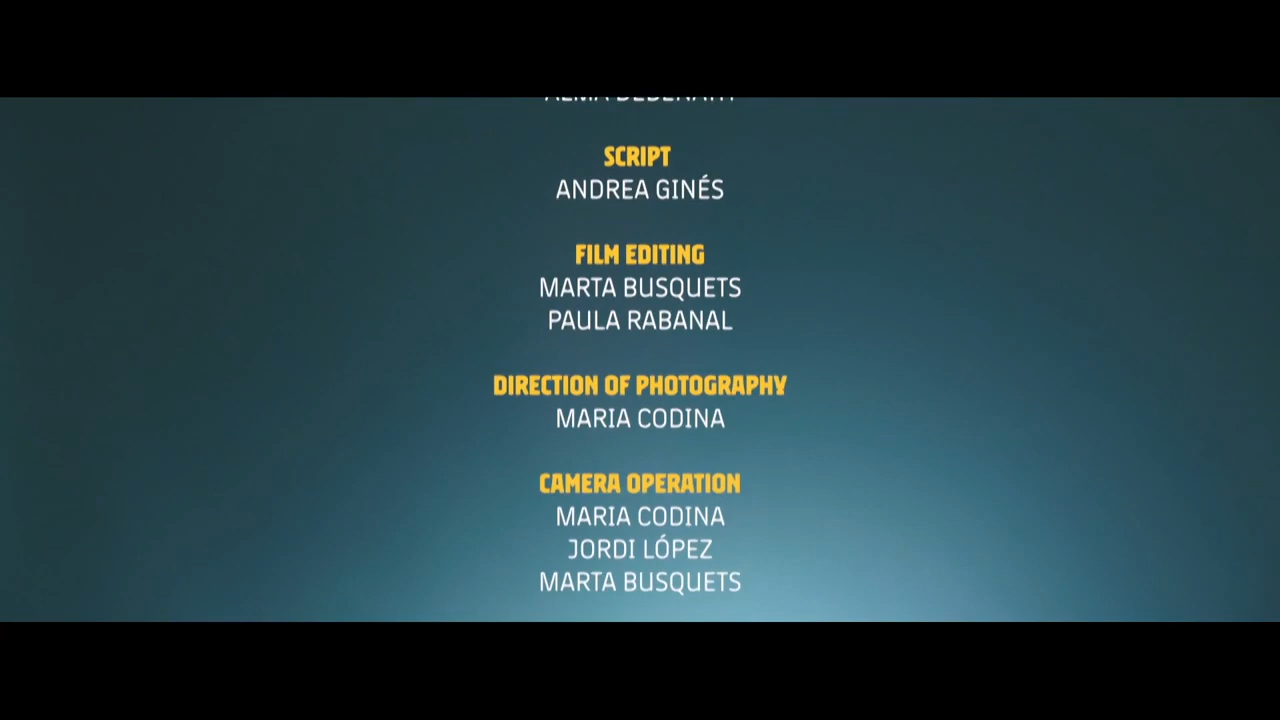 SCRIPT
ANDREA GINÉS
FILM EDITING
MARTA BUSQUETS
PAULA RABANAL
DIRECTION OF PHOTOGRAPHY
MARIA CODINA
CAMERA OPERATION
MARIA CODINA
JORDI LÓPEZ
MARTA BUSQUETS